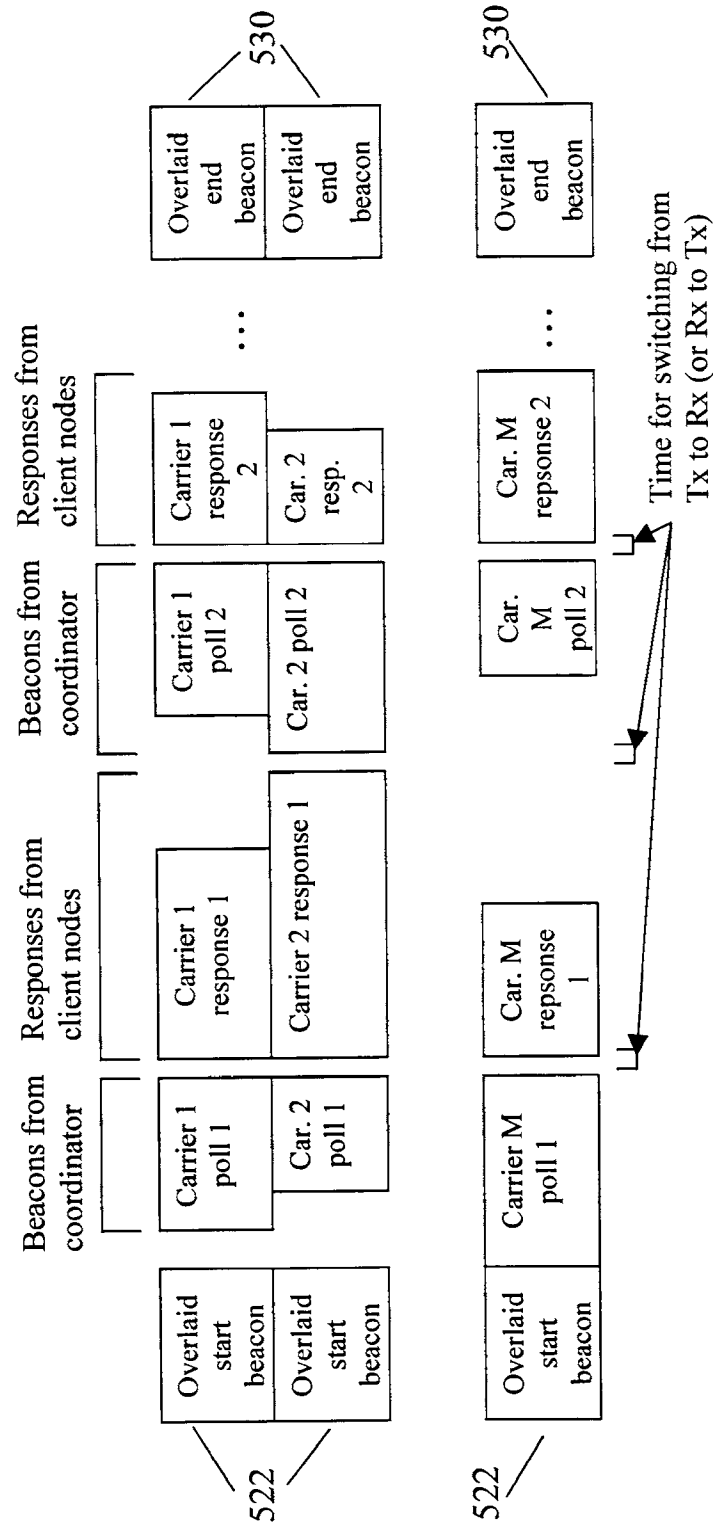 Beacons from
coordinator
Responses from
client nodes
Beacons from
coordinator
Responses from
client nodes
522
Overlaid
start
beacon
Carrier 1
poll 1
Carrier 1
response 1
Carrier 1
poll 2
Carrier 1
response
2
...
Overlaid
end
beacon
530
Overlaid
start
beacon
Car. 2
poll 1
Carrier 2 response 1
Car. 2 poll 2
Car. 2
resp.
2
Overlaid
end
beacon
522
Overlaid
start
beacon
Carrier M
poll 1
Car. M
repsonse
1
Car.
M
poll 2
Car. M
repsonse 2
...
Overlaid
end
beacon
530
Time for switching from
Tx to Rx (or Rx to Tx)